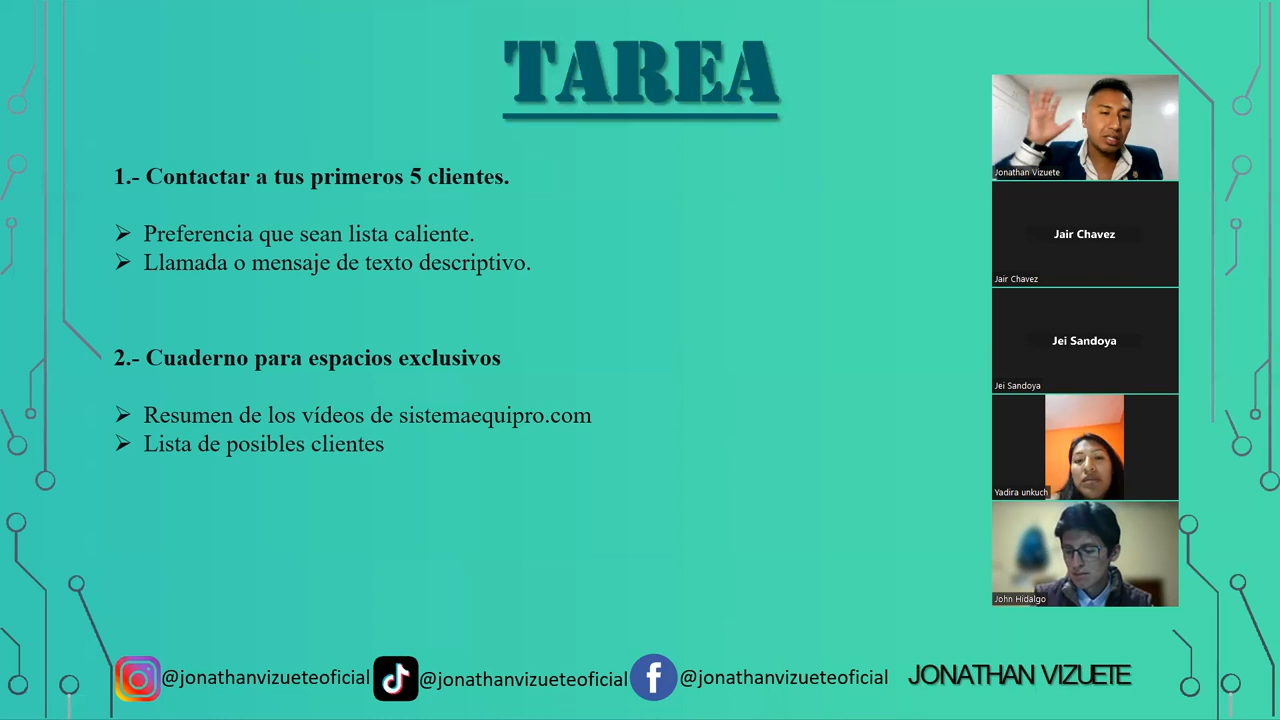 TAREA
1.- Contactar a tus primeros 5 clientes.
➢ Preferencia que sean lista caliente.
➢ Llamada o mensaje de texto descriptivo.
2.- Cuaderno para espacios exclusivos
➢ Resumen de los vídeos de sistemaequipro.com
➢ Lista de posibles clientes
Jonathan Vizuete
Jair Chavez
Jair Chavez
Jei Sandoya
Jei Sandoya
Yadira unkuch
John Hidalgo
@jonathanvizueteoficial @jonathanvizueteoficial @jonathanvizueteoficial JONATHAN VIZUETE